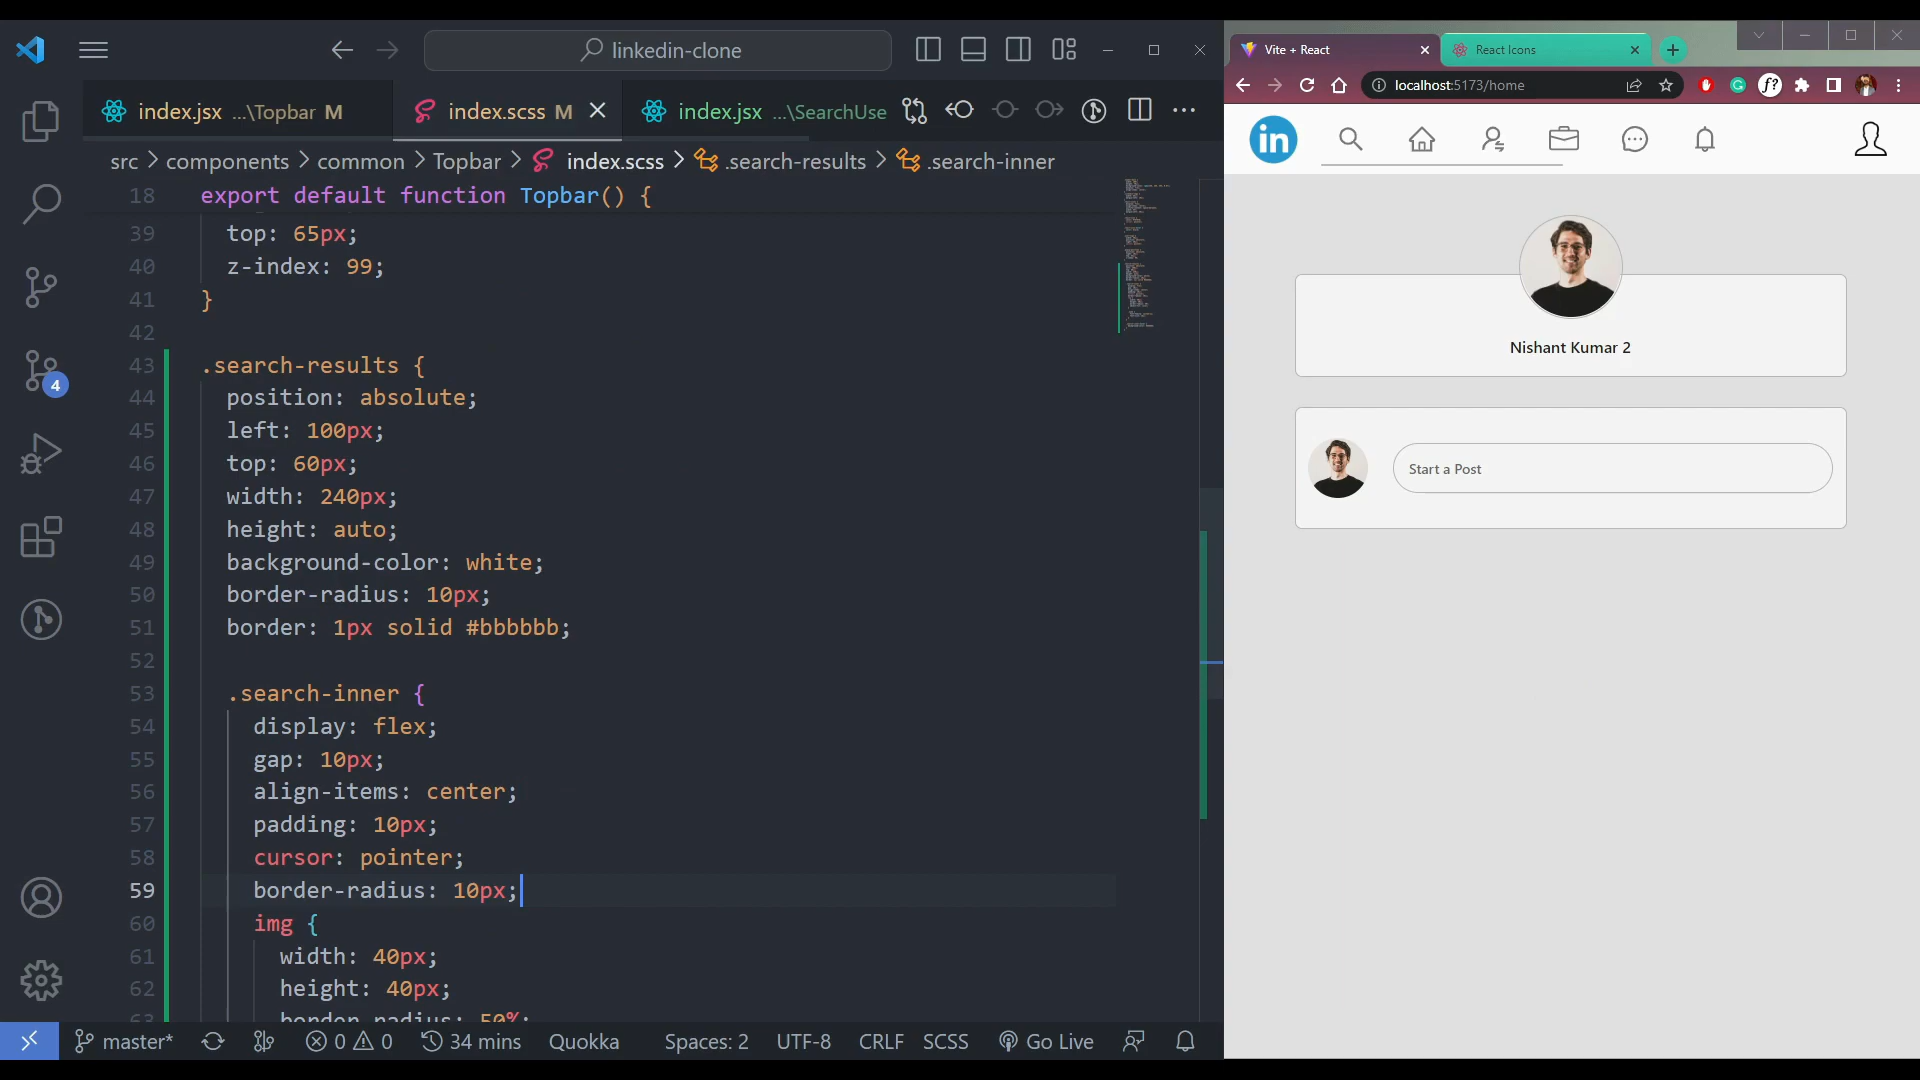 linkedin-clone
index.jsx ...\Topbar M
index.scss M
index.jsx ...\SearchUse
src > components > common > Topbar > index.scss > .search-results > .search-inner
18 export default function Topbar() {
39 top: 65px;
40 z-index: 99;
41 }
42
43 .search-results {
44 position: absolute;
45 left: 100px;
46 top: 60px;
47 width: 240px;
48 height: auto;
49 background-color: white;
50 border-radius: 10px;
51 border: 1px solid #bbbbbb;
52
53 .search-inner {
54 display: flex;
55 gap: 10px;
56 align-items: center;
57 padding: 10px;
58 cursor: pointer;
59 border-radius: 10px;
60 img {
61 width: 40px;
62 height: 40px;
63 border-radius: 50%;
4
master* 0 0 34 mins Quokka Spaces: 2 UTF-8 CRLF SCSS Go Live
Vite + React
React Icons
localhost:5173/home
f?
in
Nishant Kumar 2
Start a Post